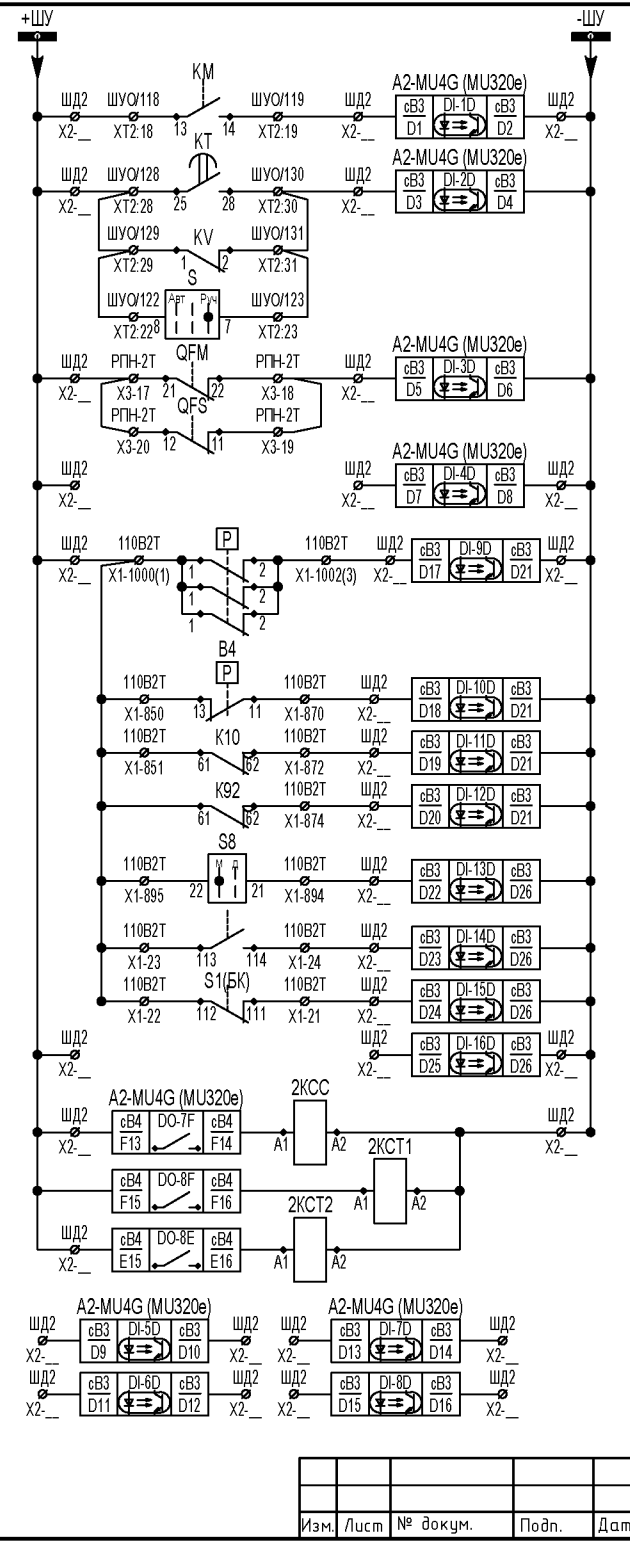 +ШУ -ШУ
KM A2-MU4G (MU320e)
ШД2 ШУО/118 ШУО/119 ШД2 cB3 DI-1D cB3 ШД2
X2-__ XT2:18 13 14 XT2:19 X2-__ D1 D2 X2-__
KT A2-MU4G (MU320e)
ШД2 ШУО/128 ШУО/130 ШД2 cB3 DI-2D cB3
X2-__ XT2:28 25 28 XT2:30 X2-__ D3 D4
ШУО/129 KV ШУО/131
XT2:29 1 2 XT2:31
S
ШУО/122 Авт Руч ШУО/123
XT2:22 8 7 XT2:23
QFM A2-MU4G (MU320e)
ШД2 РПН-2Т РПН-2Т ШД2 cB3 DI-3D cB3
X2-__ X3-17 21 22 X3-18 X2-__ D5 D6
QFS
РПН-2Т РПН-2Т
X3-20 12 11 X3-19
A2-MU4G (MU320e)
ШД2 ШД2 cB3 DI-4D cB3 ШД2
X2-__ X2-__ D7 D8 X2-__
P
ШД2 110В2Т 110В2Т ШД2 cB3 DI-9D cB3 ШД2
X2-__ X1-1000(1) 1 2 X1-1002(3) X2-__ D17 D21 X2-__
2
1 2
B4
P
110В2Т 110В2Т ШД2 cB3 DI-10D cB3
X1-850 13 11 X1-870 X2-__ D18 D21
110В2Т K10 110В2Т ШД2 cB3 DI-11D cB3
X1-851 61 62 X1-872 X2-__ D19 D21
K92 110В2Т ШД2 cB3 DI-12D cB3
61 62 X1-874 X2-__ D20 D21
S8
110В2Т М Д 110В2Т ШД2 cB3 DI-13D cB3
X1-895 22 21 X1-894 X2-__ D22 D26
110В2Т 110В2Т ШД2 cB3 DI-14D cB3
X1-23 113 114 X1-24 X2-__ D23 D26
110В2Т S1(БК) 110В2Т ШД2 cB3 DI-15D cB3
X1-22 112 111 X1-21 X2-__ D24 D26
ШД2 ШД2 cB3 DI-16D cB3 ШД2
X2-__ X2-__ D25 D26 X2-__
A2-MU4G (MU320e) 2KCC
ШД2 cB4 DO-7F cB4 ШД2
X2-__ F13 F14 A1 A2 X2-__
2KCT1
cB4 DO-8F cB4
F15 F16 A1 A2
2KCT2
ШД2 cB4 DO-8E cB4
X2-__ E15 E16 A1 A2
A2-MU4G (MU320e) A2-MU4G (MU320e)
ШД2 cB3 DI-5D cB3 ШД2 ШД2 cB3 DI-7D cB3 ШД2
X2-__ D9 D10 X2-__ X2-__ D13 D14 X2-__
ШД2 cB3 DI-6D cB3 ШД2 ШД2 cB3 DI-8D cB3 ШД2
X2-__ D11 D12 X2-__ X2-__ D15 D16 X2-__
Изм. Лист № докум. Подп. Дат